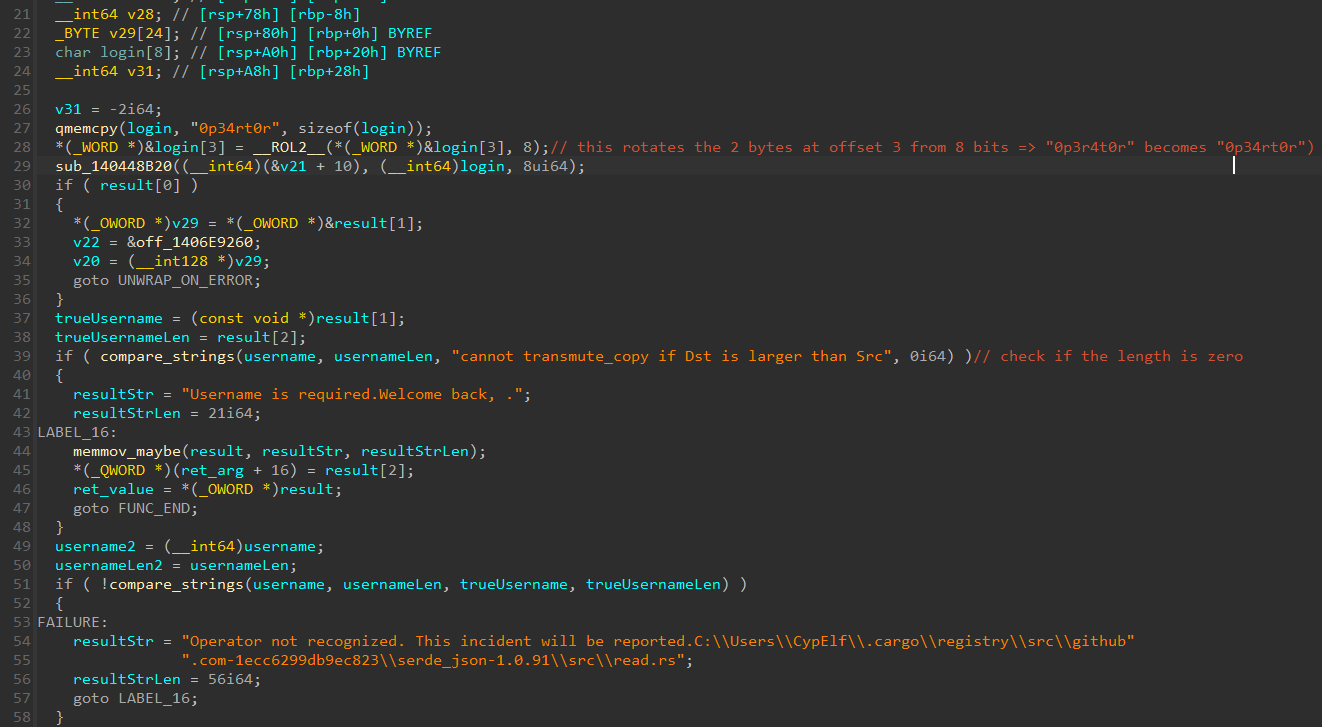 21 __int64 v28; // [rsp+78h] [rbp-8h]
22 _BYTE v29[24]; // [rsp+80h] [rbp+0h] BYREF
23 char login[8]; // [rsp+A0h] [rbp+20h] BYREF
24 __int64 v31; // [rsp+A8h] [rbp+28h]
25
26 v31 = -2i64;
27 qmemcpy(login, "0p34rt0r", sizeof(login));
28 *(_WORD *)&login[3] = __ROL2__(*(_WORD *)&login[3], 8);// this rotates the 2 bytes at offset 3 from 8 bits => "0p3r4t0r" becomes "0p34rt0r")
29 sub_140448B20((__int64)(&v21 + 10), (__int64)login, 8ui64);
30 if ( result[0] )
31 {
32 *(_OWORD *)v29 = *(_OWORD *)&result[1];
33 v22 = &off_1406E9260;
34 v20 = (__int128 *)v29;
35 goto UNWRAP_ON_ERROR;
36 }
37 trueUsername = (const void *)result[1];
38 trueUsernameLen = result[2];
39 if ( compare_strings(username, usernameLen, "cannot transmute_copy if Dst is larger than Src", 0i64) )// check if the length is zero
40 {
41 resultStr = "Username is required.Welcome back, .";
42 resultStrLen = 21i64;
43 LABEL_16:
44 memmov_maybe(result, resultStr, resultStrLen);
45 *(_QWORD *)(ret_arg + 16) = result[2];
46 ret_value = *(_OWORD *)result;
47 goto FUNC_END;
48 }
49 username2 = (__int64)username;
50 usernameLen2 = usernameLen;
51 if ( !compare_strings(username, usernameLen, trueUsername, trueUsernameLen) )
52 {
53 FAILURE:
54 resultStr = "Operator not recognized. This incident will be reported.C:\\Users\\CypElf\\.cargo\\registry\\src\\github"
55 ".com-1ecc6299db9ec823\\serde_json-1.0.91\\src\\read.rs";
56 resultStrLen = 56i64;
57 goto LABEL_16;
58 }